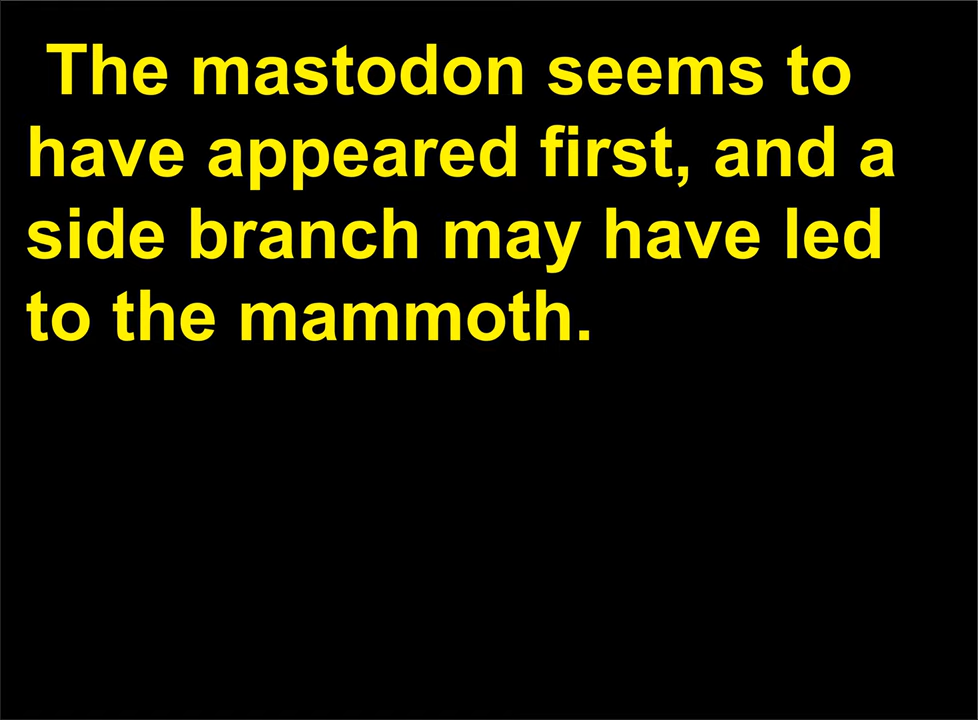 The mastodon seems to
have appeared first, and a
side branch may have led
to the mammoth.